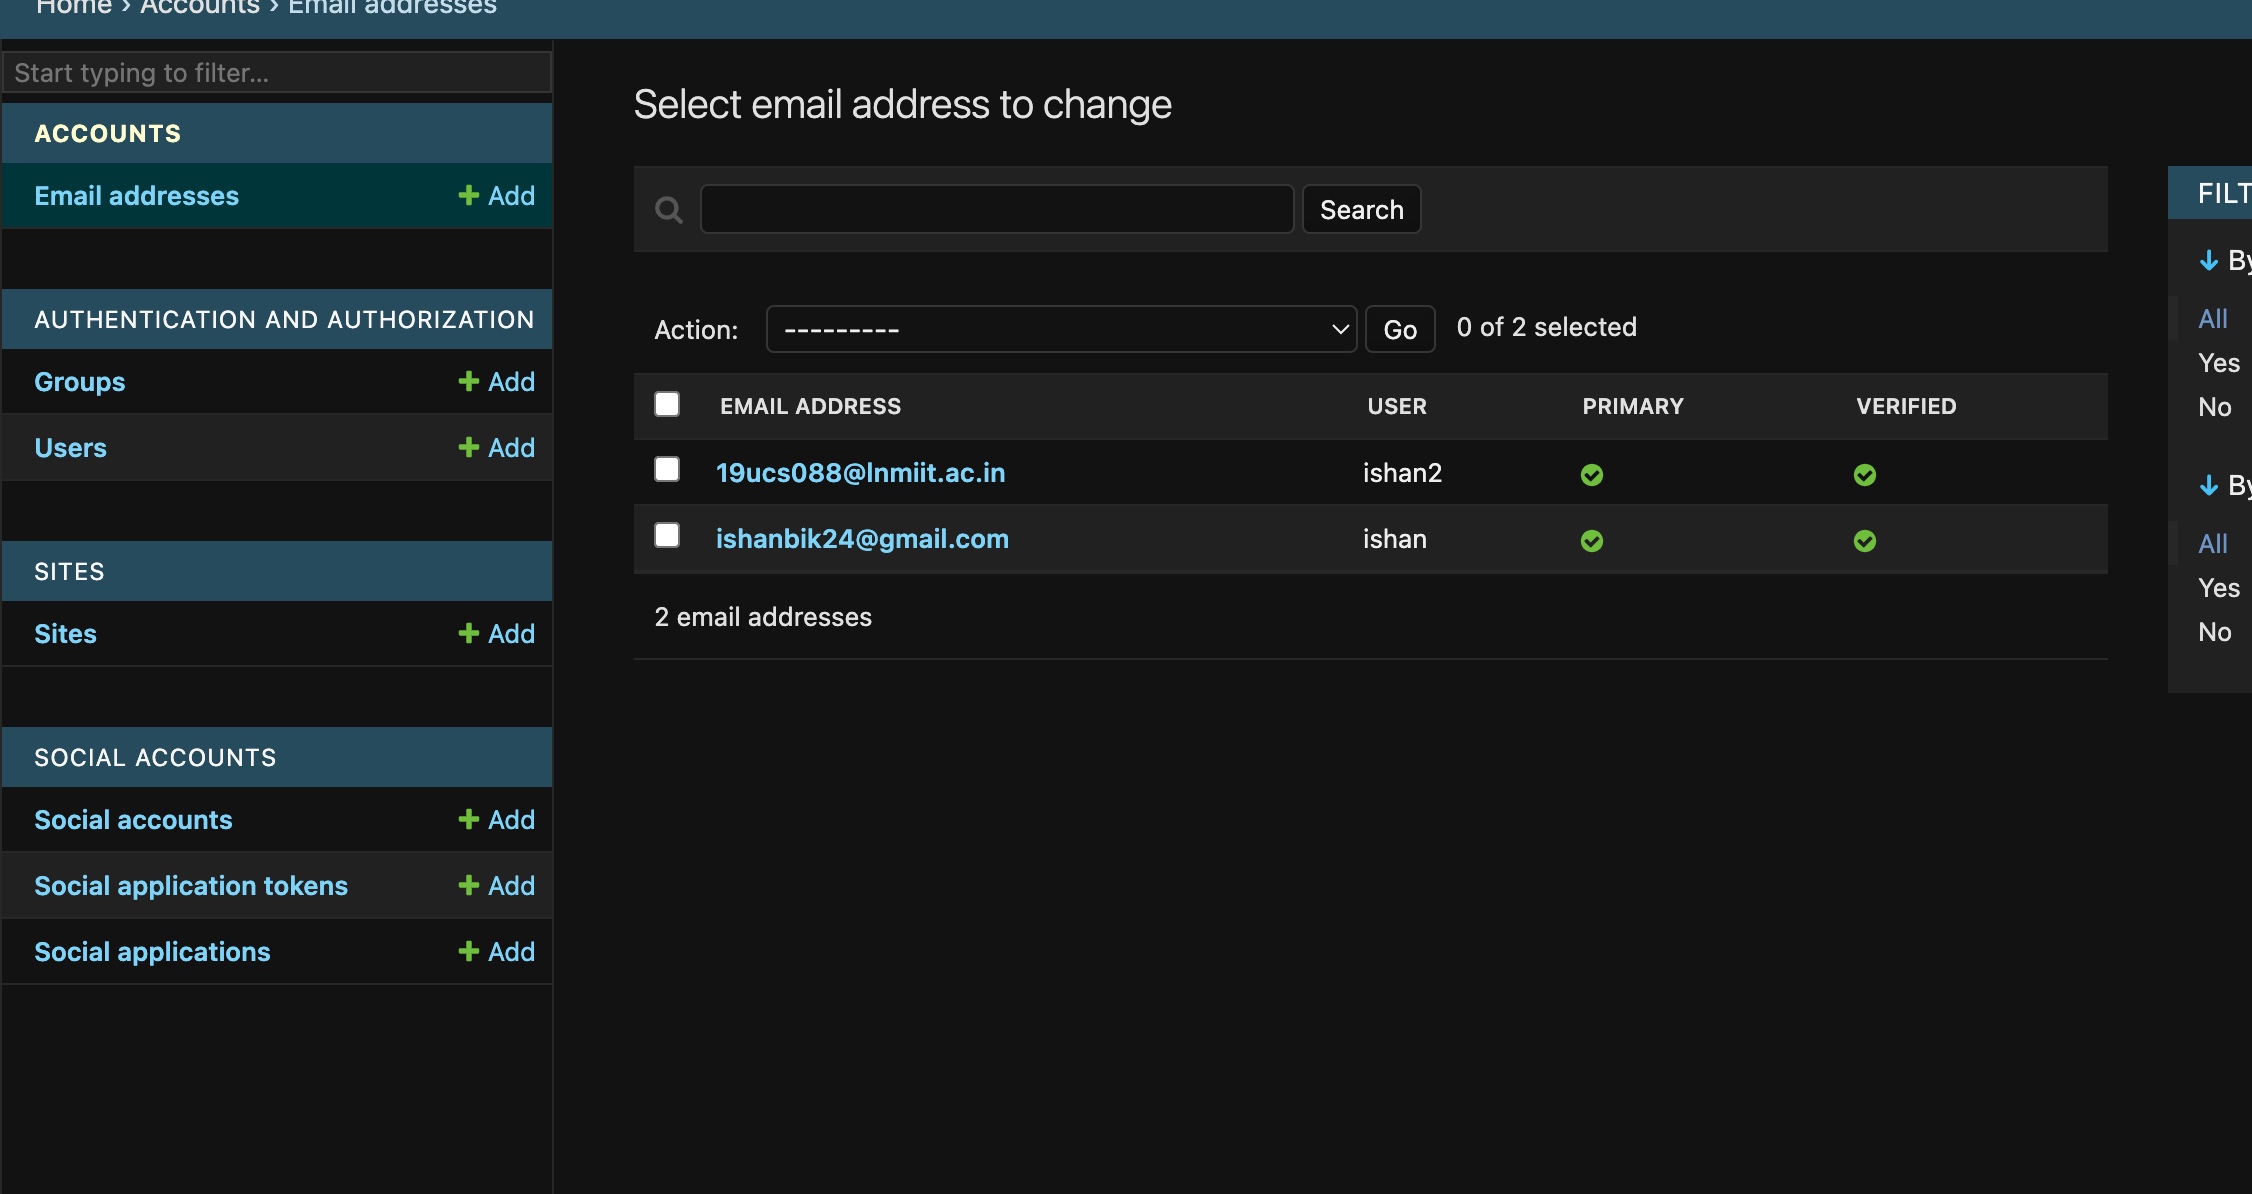 Home › Accounts › Email addresses
Start typing to filter...
ACCOUNTS
Email addresses + Add
AUTHENTICATION AND AUTHORIZATION
Groups + Add
Users + Add
SITES
Sites + Add
SOCIAL ACCOUNTS
Social accounts + Add
Social application tokens + Add
Social applications + Add
Select email address to change
Search
Action: --------- Go 0 of 2 selected
EMAIL ADDRESS USER PRIMARY VERIFIED
19ucs088@lnmiit.ac.in ishan2
ishanbik24@gmail.com ishan
2 email addresses
FILT
↓ By
All
Yes
No
↓ By
All
Yes
No